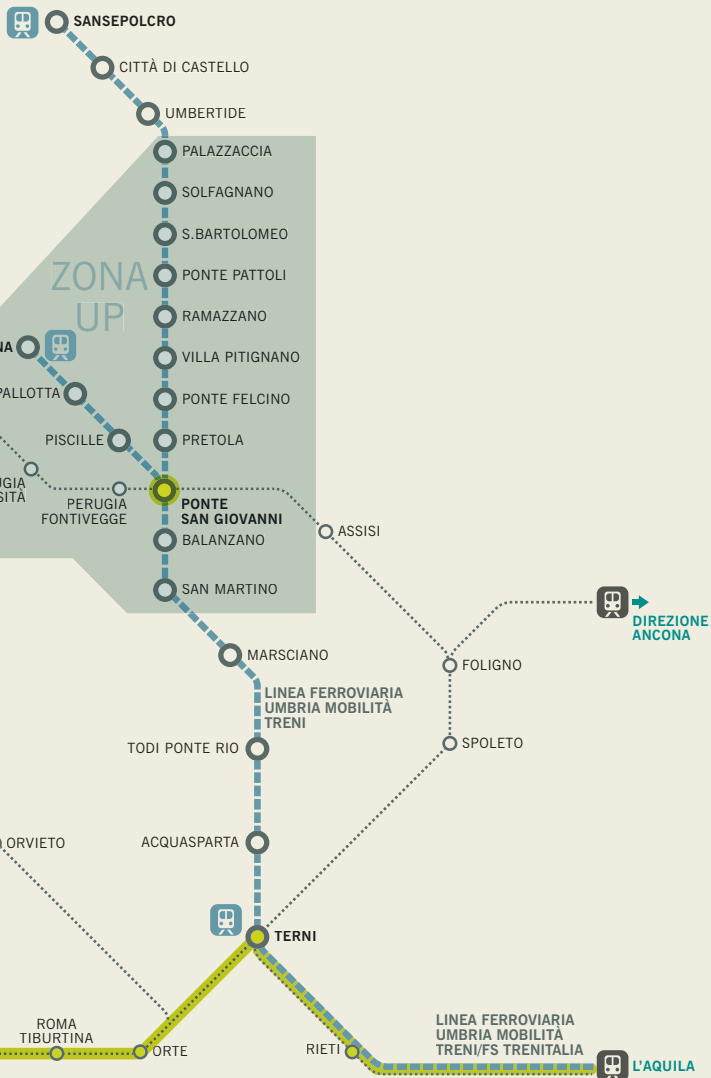 SANSEPOLCRO
CITTÀ DI CASTELLO
UMBERTIDE
PALAZZACCIA
SOLFAGNANO
S.BARTOLOMEO
ZONA
UP
PONTE PATTOLI
RAMAZZANO
NA
VILLA PITIGNANO
PALLOTTA
PONTE FELCINO
PISCILLE
PRETOLA
UGIA
SITÀ
PERUGIA
FONTIVEGGE
PONTE
SAN GIOVANNI
ASSISI
BALANZANO
SAN MARTINO
DIREZIONE
ANCONA
MARSCIANO
FOLIGNO
LINEA FERROVIARIA
UMBRIA MOBILITÀ
TRENI
TODI PONTE RIO
SPOLETO
ORVIETO
ACQUASPARTA
TERNI
ROMA
TIBURTINA
ORTE
RIETI
LINEA FERROVIARIA
UMBRIA MOBILITÀ
TRENI/FS TRENITALIA
L'AQUILA